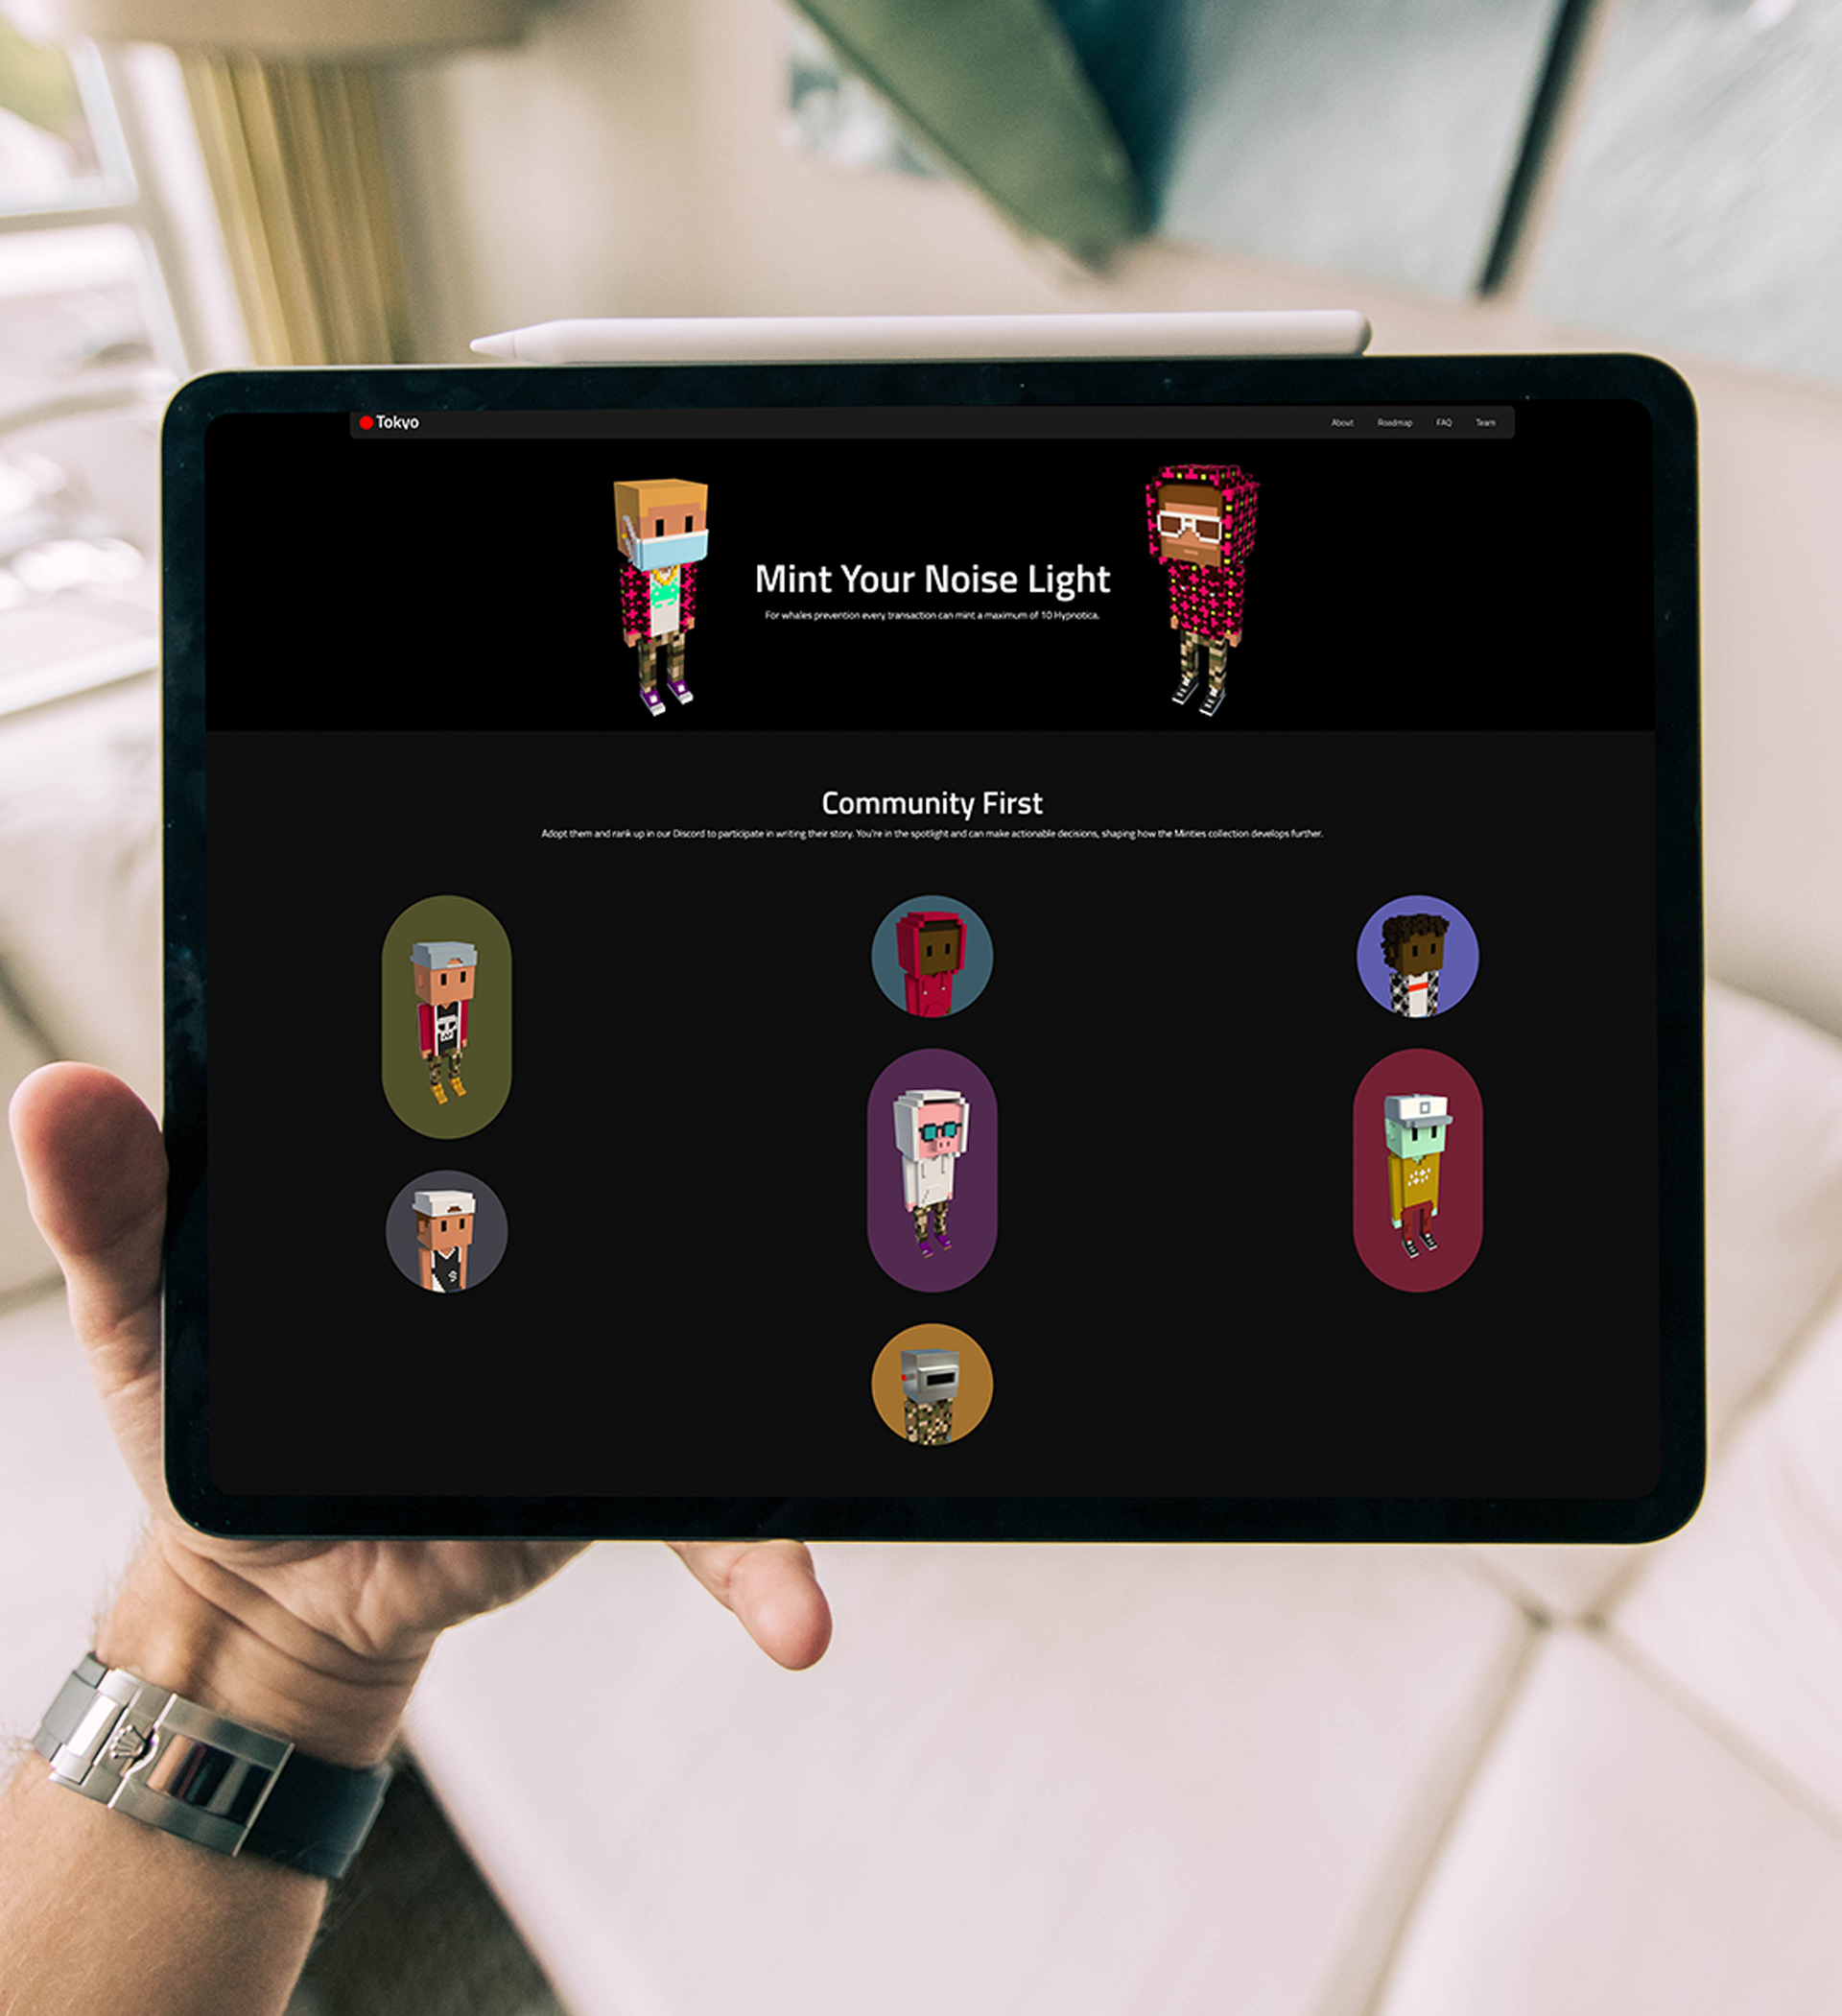 Tokyo
About Roadmap FAQ Team
Mint Your Noise Light
For whales prevention every transaction can mint a maximum of 10 Hypnotica.
Community First
Adopt them and rank up in our Discord to participate in writing their story. You're in the spotlight and can make actionable decisions, shaping how the Minties collection develops further.